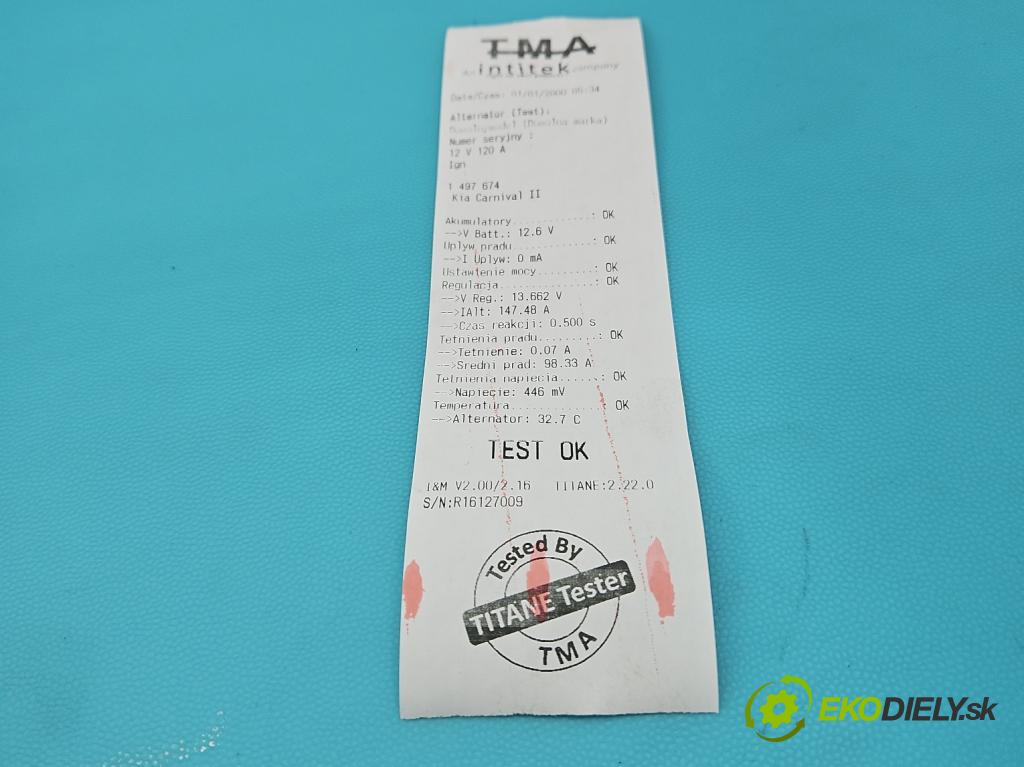 TMA
An intitek company
Date/Czas: 01/01/2000 05:34
Alternator (Test):
(Dowolna marka)
Numer seryjny :
12 V 120 A
Ign
1 497 674
Kia Carnival II
Akumulatory............: OK
-->V Batt.: 12.6 V
Uplyw pradu............: OK
-->I Uplyw: 0 mA
Ustawienie mocy........: OK
Regulacja..............: OK
-->V Reg.: 13.662 V
-->IAlt: 147.48 A
-->Czas reakcji: 0.500 s
Tetnienia pradu.........: OK
-->Tetnienie: 0.07 A
-->Sredni prad: 98.33 A
Tetnienia napiecia......: OK
-->Napiecie: 446 mV
Temperatura.............: OK
-->Alternator: 32.7 C
TEST OK
T&M V2.00/2.16 TITANE:2.22.0
S/N:R16127009
Tested By
TITANE Tester
TMA
EKODIELY.sk